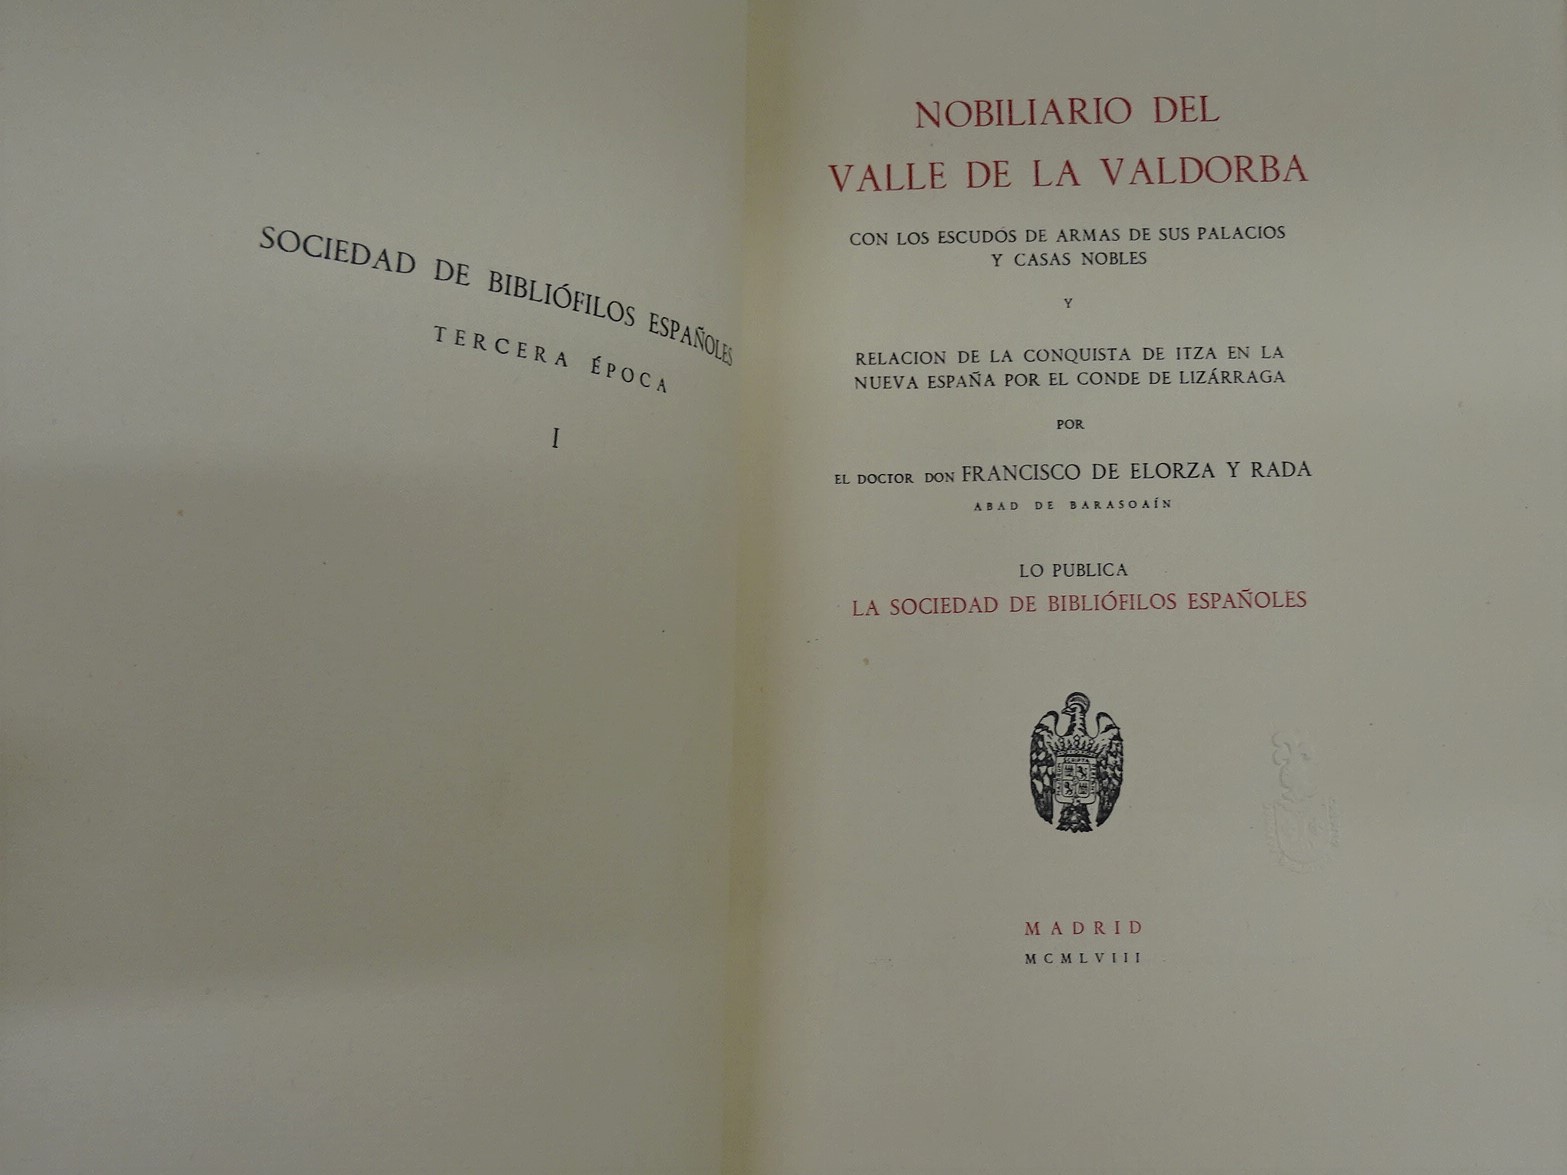 SOCIEDAD DE BIBLIÓFILOS ESPAÑOLES
TERCERA ÉPOCA
I
NOBILIARIO DEL
VALLE DE LA VALDORBA
CON LOS ESCUDOS DE ARMAS DE SUS PALACIOS
Y CASAS NOBLES
Y
RELACION DE LA CONQUISTA DE ITZA EN LA
NUEVA ESPAÑA POR EL CONDE DE LIZÁRRAGA
POR
EL DOCTOR DON FRANCISCO DE ELORZA Y RADA
ABAD DE BARASOAÍN
LO PUBLICA
LA SOCIEDAD DE BIBLIÓFILOS ESPAÑOLES
SCRIPTA
MADRID
MCMLVIII